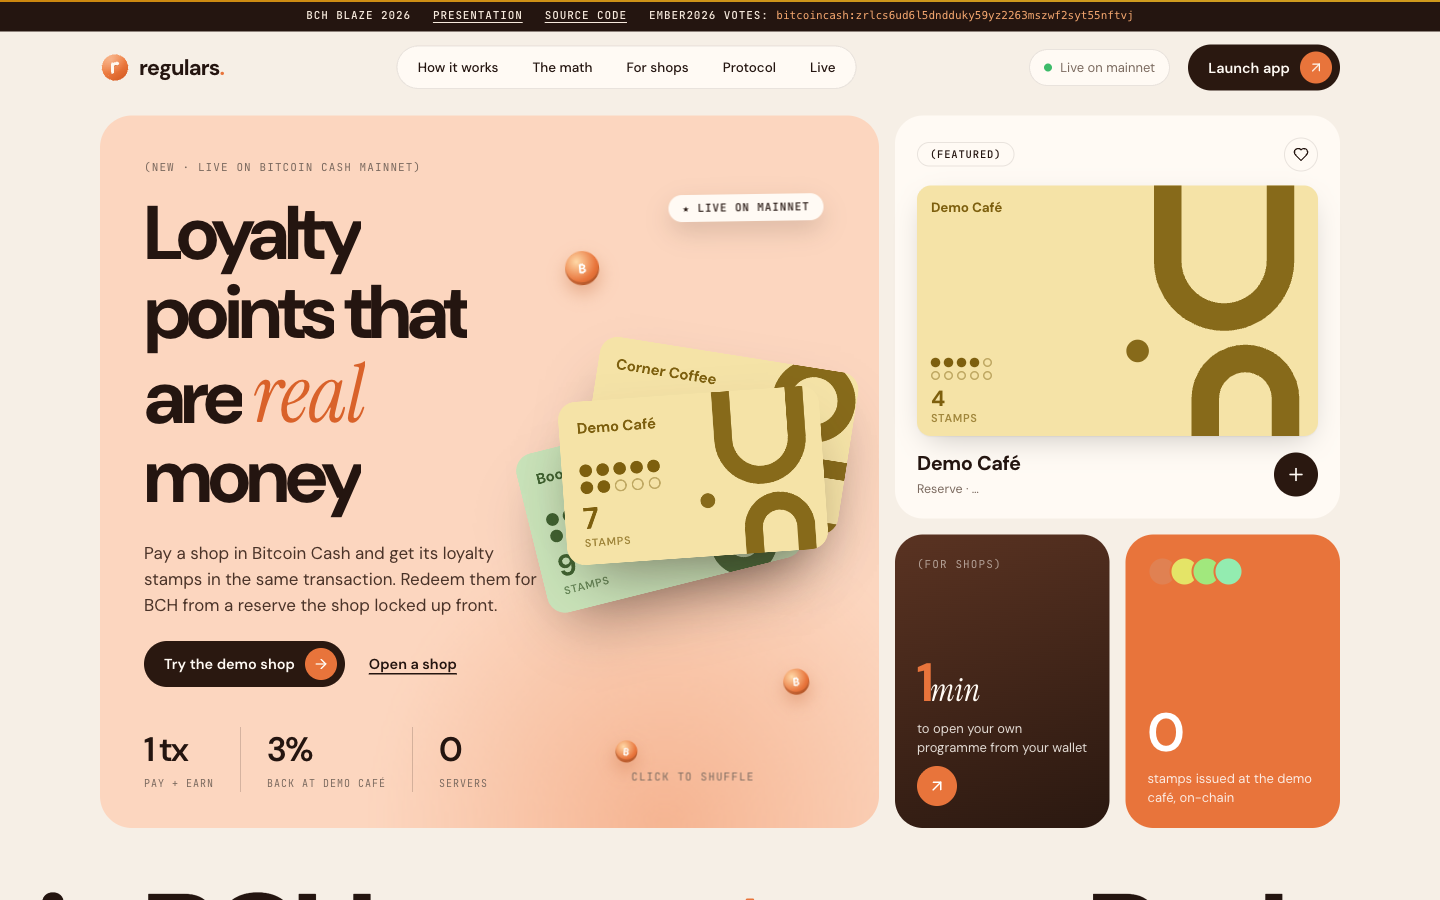 BCH BLAZE 2026 PRESENTATION SOURCE CODE EMBER2026 VOTES: bitcoincash:zrlcs6ud6l5dndduky59yz2263mszwf2syt55nftvj
regulars.
How it works The math For shops Protocol Live
Live on mainnet
Launch app
(NEW · LIVE ON BITCOIN CASH MAINNET)
Loyalty
points that
are real
money
Pay a shop in Bitcoin Cash and get its loyalty
stamps in the same transaction. Redeem them for
BCH from a reserve the shop locked up front.
Try the demo shop
Open a shop
1 tx
PAY + EARN
3%
BACK AT DEMO CAFÉ
0
SERVERS
★ LIVE ON MAINNET
Corner Coffee
Demo Café
7
STAMPS
9
STAMPS
CLICK TO SHUFFLE
(FEATURED)
Demo Café
4
STAMPS
Demo Café
Reserve · …
(FOR SHOPS)
1min
to open your own
programme from your wallet
0
stamps issued at the demo
café, on-chain